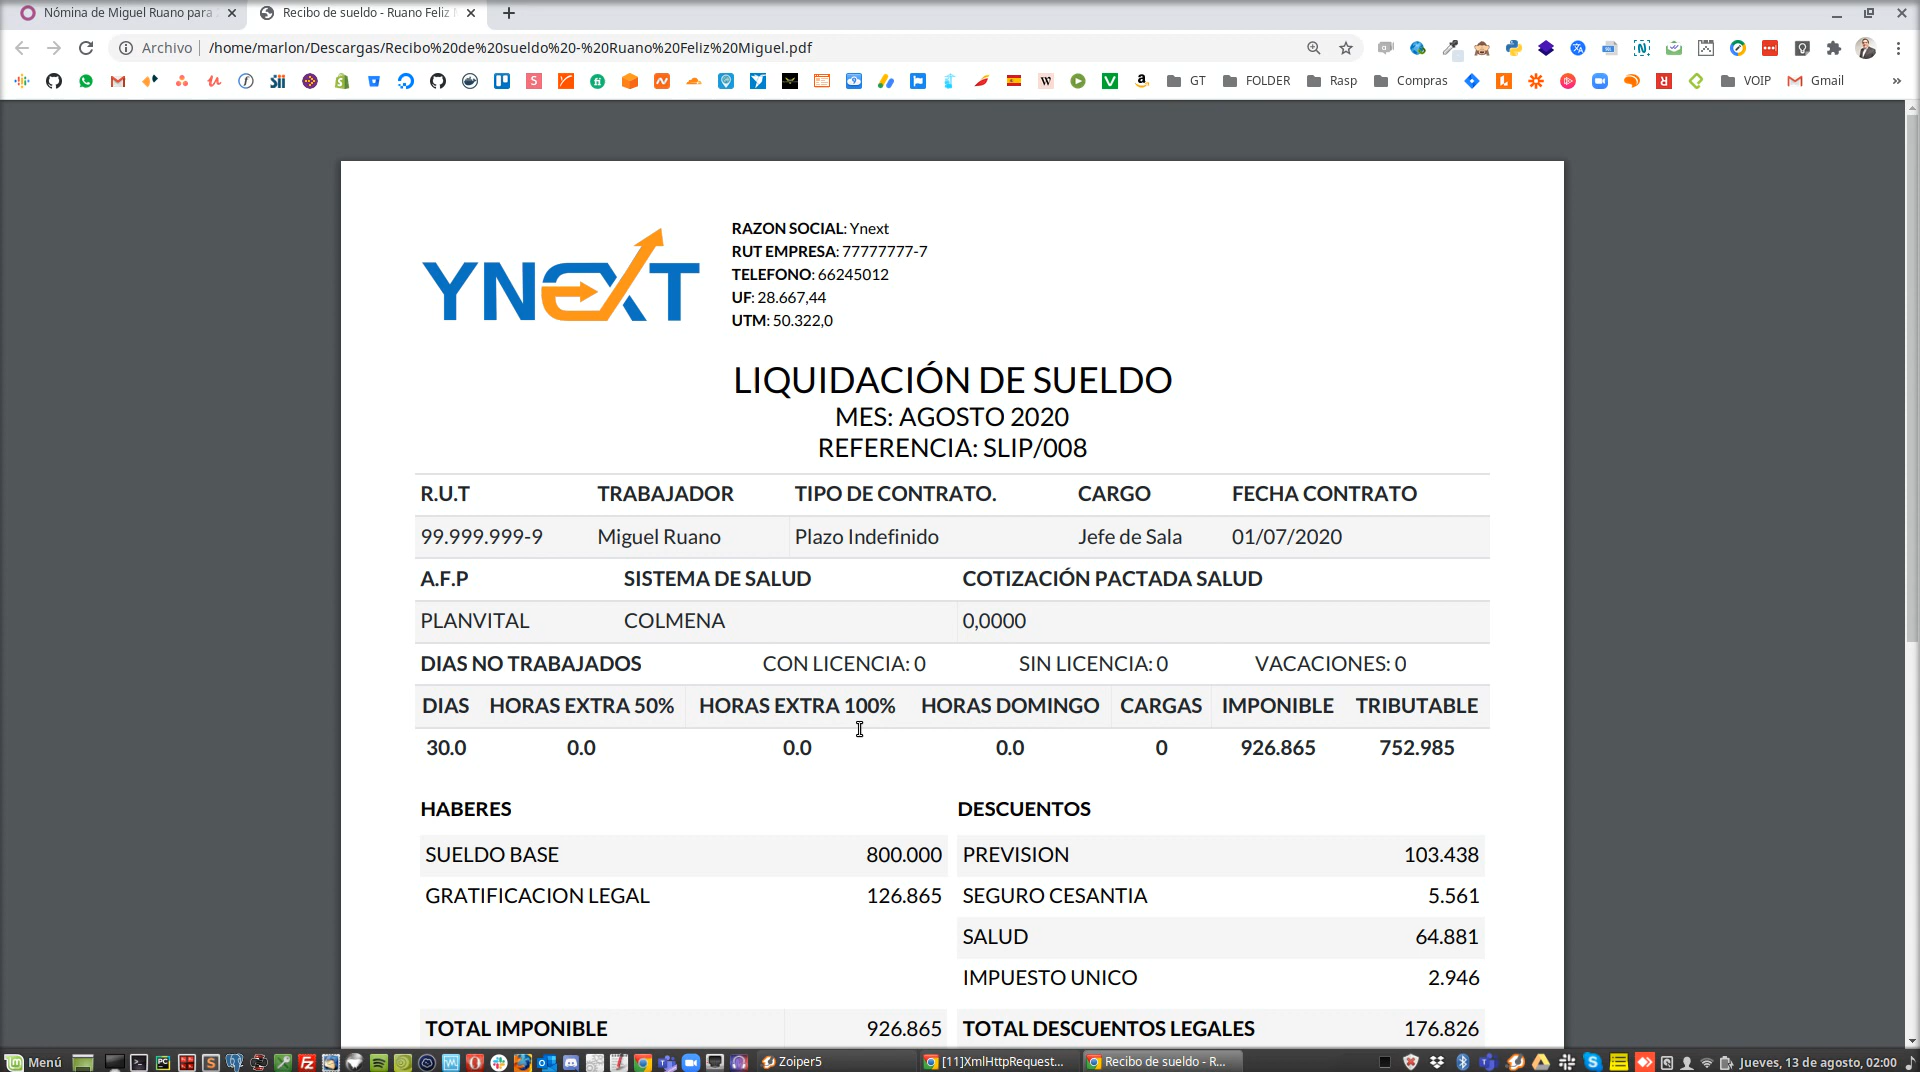 Nómina de Miguel Ruano para
Recibo de sueldo - Ruano Feliz M
Archivo
/home/marlon/Descargas/Recibo%20de%20sueldo%20-%20Ruano%20Feliz%20Miguel.pdf
GT
FOLDER
Rasp
Compras
VOIP
Gmail
YNEXT
RAZON SOCIAL: Ynext
RUT EMPRESA: 77777777-7
TELEFONO: 66245012
UF: 28.667,44
UTM: 50.322,0
LIQUIDACIÓN DE SUELDO
MES: AGOSTO 2020
REFERENCIA: SLIP/008
R.U.T TRABAJADOR TIPO DE CONTRATO. CARGO FECHA CONTRATO
99.999.999-9 Miguel Ruano Plazo Indefinido Jefe de Sala 01/07/2020
A.F.P SISTEMA DE SALUD COTIZACIÓN PACTADA SALUD
PLANVITAL COLMENA 0,0000
DIAS NO TRABAJADOS CON LICENCIA: 0 SIN LICENCIA: 0 VACACIONES: 0
DIAS HORAS EXTRA 50% HORAS EXTRA 100% HORAS DOMINGO CARGAS IMPONIBLE TRIBUTABLE
30.0 0.0 0.0 0.0 0 926.865 752.985
HABERES DESCUENTOS
SUELDO BASE 800.000 PREVISION 103.438
GRATIFICACION LEGAL 126.865 SEGURO CESANTIA 5.561
SALUD 64.881
IMPUESTO UNICO 2.946
TOTAL IMPONIBLE 926.865 TOTAL DESCUENTOS LEGALES 176.826
Menú
Zoiper5
[11]XmlHttpRequest...
Recibo de sueldo - R...
Jueves, 13 de agosto, 02:00